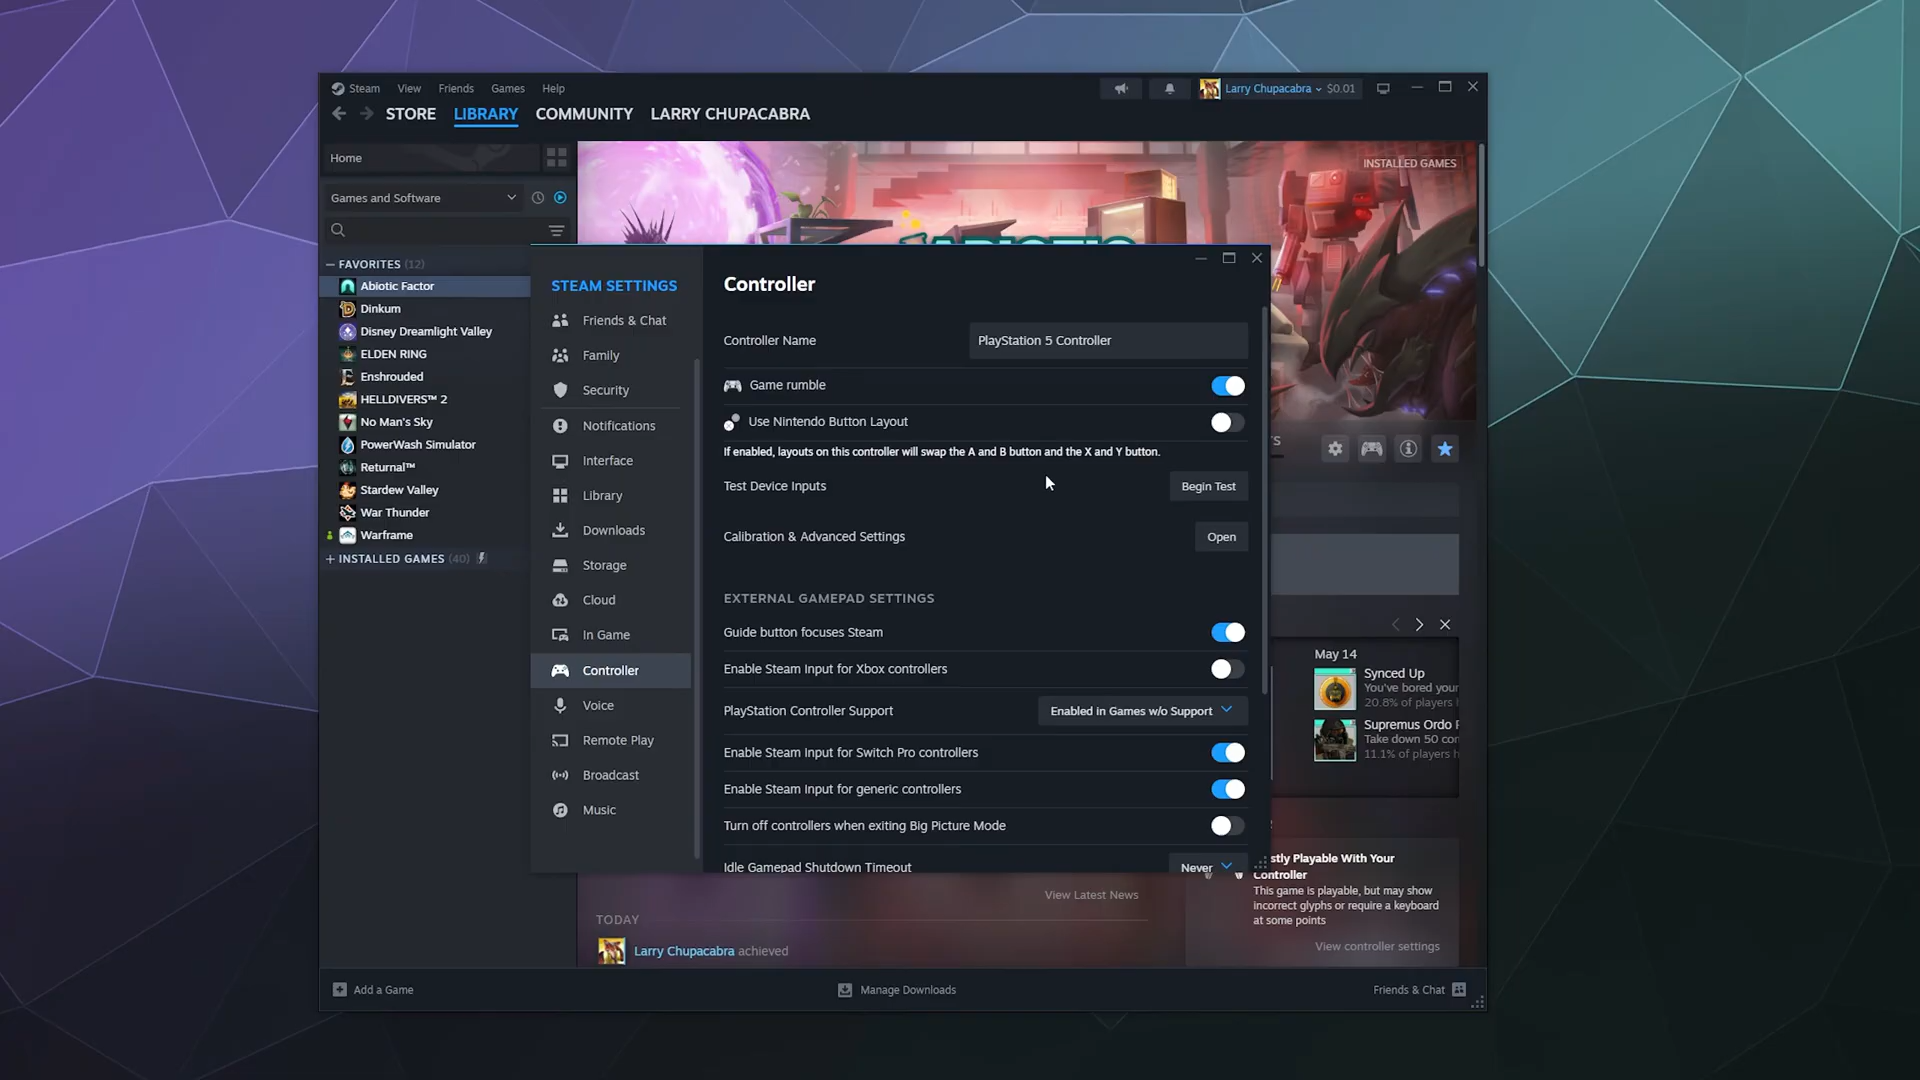 Steam View Friends Games Help
Larry Chupacabra $0.01
STORE LIBRARY COMMUNITY LARRY CHUPACABRA
Home
INSTALLED GAMES
Games and Software
FAVORITES (12)
Abiotic Factor
Dinkum
Disney Dreamlight Valley
ELDEN RING
Enshrouded
HELLDIVERS™ 2
No Man's Sky
PowerWash Simulator
Returnal™
Stardew Valley
War Thunder
Warframe
INSTALLED GAMES (40)
STEAM SETTINGS
Friends & Chat
Family
Security
Notifications
Interface
Library
Downloads
Storage
Cloud
In Game
Controller
Voice
Remote Play
Broadcast
Music
Controller
Controller Name PlayStation 5 Controller
Game rumble
Use Nintendo Button Layout
If enabled, layouts on this controller will swap the A and B button and the X and Y button.
Test Device Inputs Begin Test
Calibration & Advanced Settings Open
EXTERNAL GAMEPAD SETTINGS
Guide button focuses Steam
Enable Steam Input for Xbox controllers
PlayStation Controller Support Enabled in Games w/o Support
Enable Steam Input for Switch Pro controllers
Enable Steam Input for generic controllers
Turn off controllers when exiting Big Picture Mode
Idle Gamepad Shutdown Timeout Never
May 14
Synced Up
You've bored your
20.8% of players h
Supremus Ordo
Take down 50 co
11.1% of players h
stly Playable With Your
Controller
This game is playable, but may show
incorrect glyphs or require a keyboard
at some points
View controller settings
View Latest News
TODAY
Larry Chupacabra achieved
Add a Game
Manage Downloads
Friends & Chat